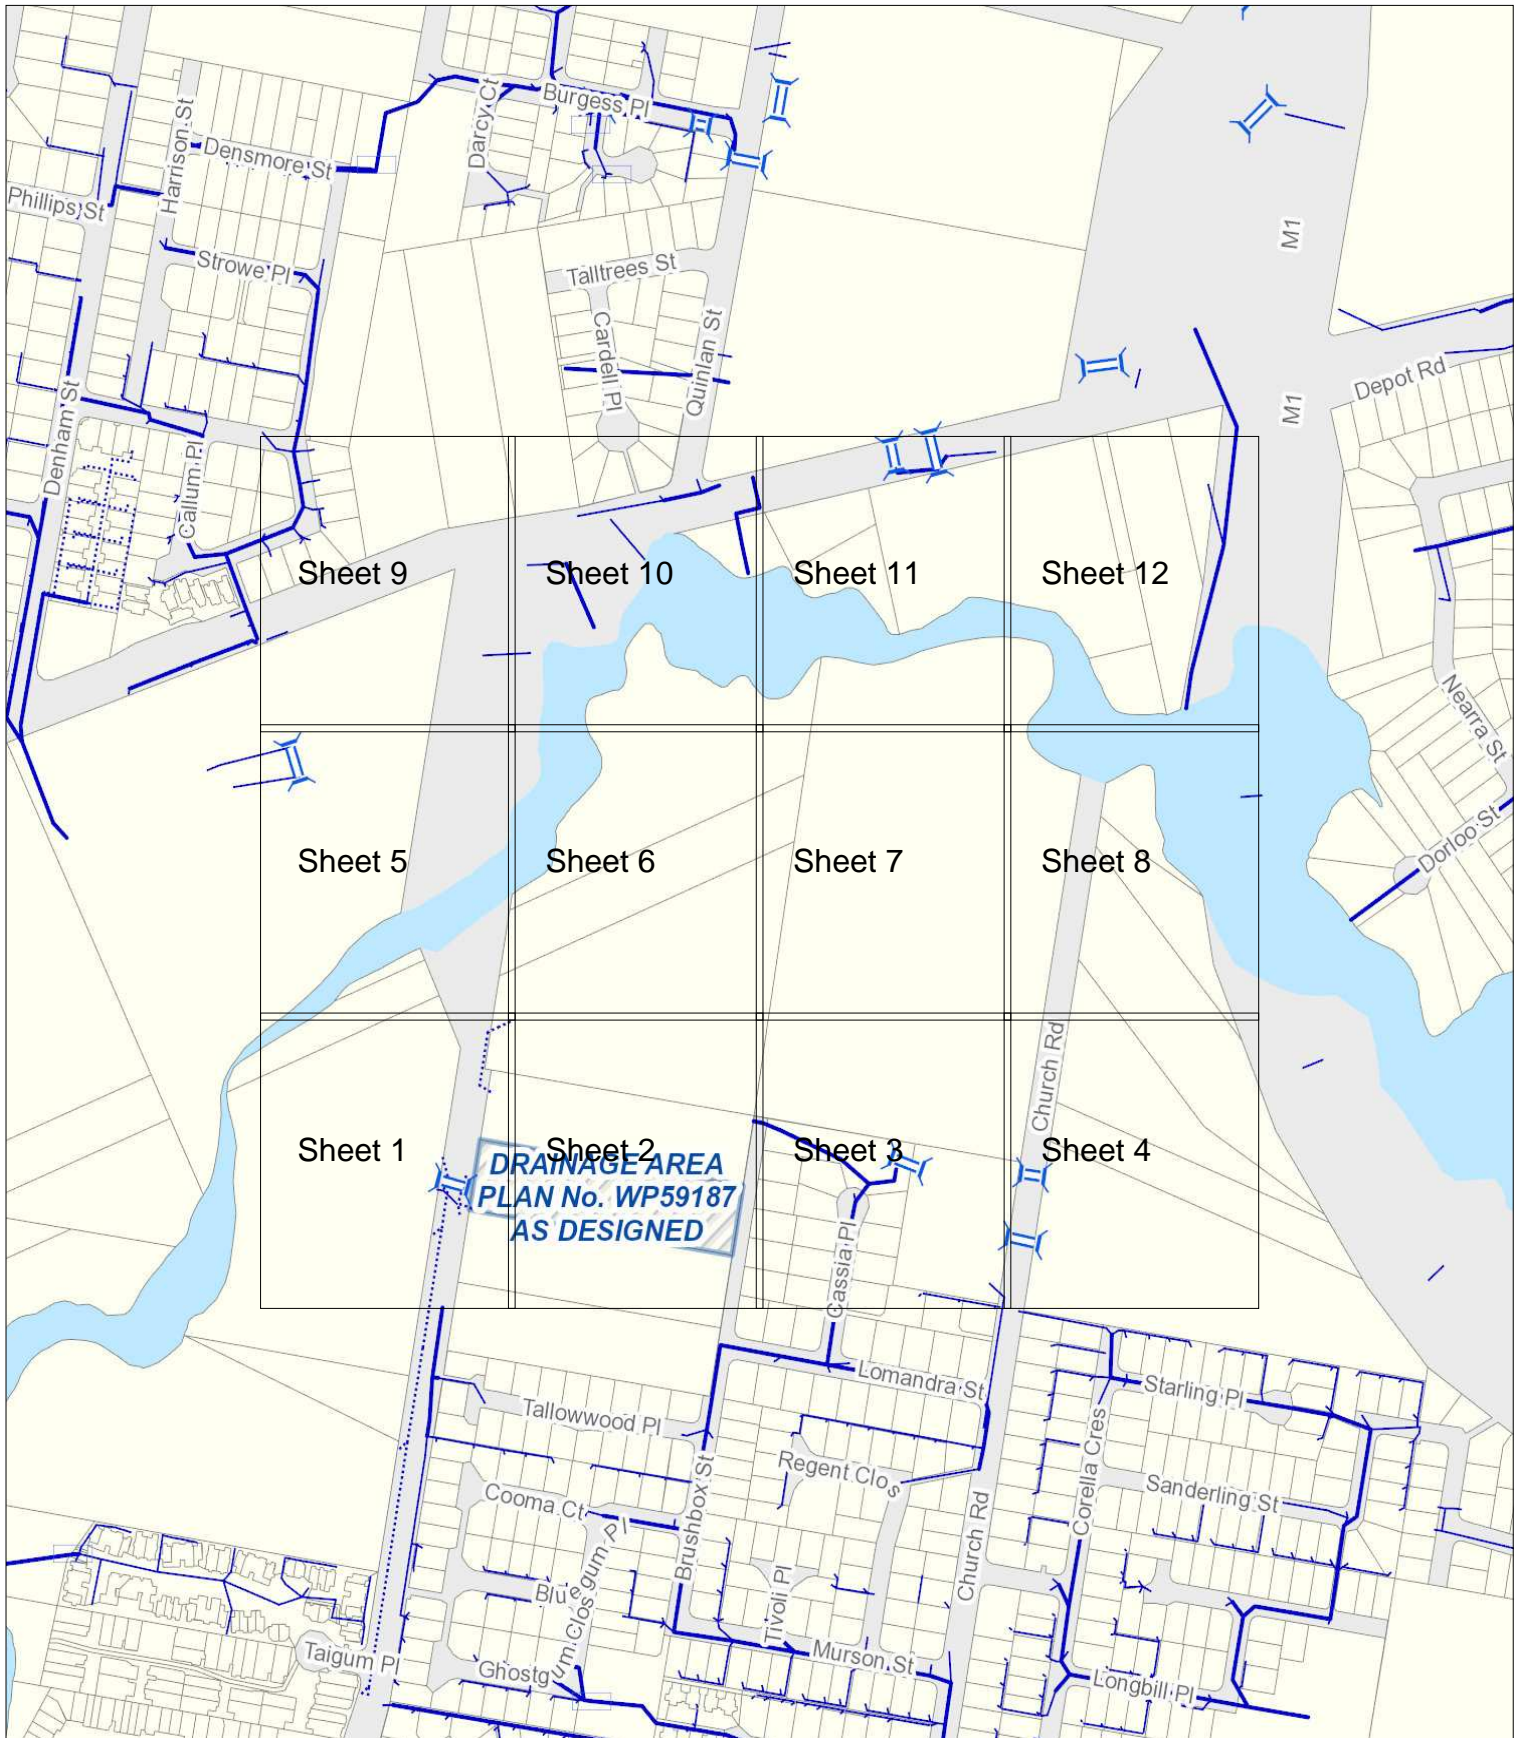 Burgess Pl
Darcy Ct
Harrison St
Densmore St
Phillips St
M1
Strowe Pl
Talltrees St
Cardell Pl
Quinlan St
Depot Rd
M1
Denham St
Callum Pl
Sheet 9
Sheet 10
Sheet 11
Sheet 12
Nearra St
Dorloo St
Sheet 5
Sheet 6
Sheet 7
Sheet 8
Church Rd
Sheet 1
Sheet 2
Sheet 3
Sheet 4
DRAINAGE AREA
PLAN No. WP59187
AS DESIGNED
Cassia Pl
Lomandra St
Starling Pl
Tallowwood Pl
Regent Clos
Corella Cres
Sanderling St
Cooma Ct
Brushbox St
Church Rd
Bluegum Pl
Tivoli Pl
Taigum Pl
Ghostgum Clos
Murson St
Longbill Pl